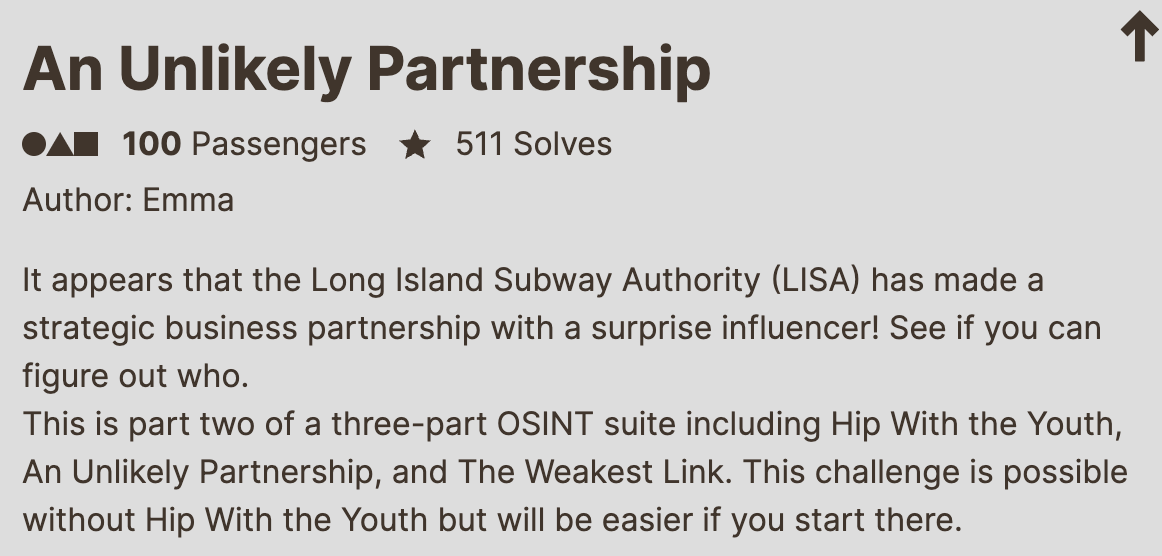 An Unlikely Partnership
100 Passengers 511 Solves
Author: Emma
It appears that the Long Island Subway Authority (LISA) has made a
strategic business partnership with a surprise influencer! See if you can
figure out who.
This is part two of a three-part OSINT suite including Hip With the Youth,
An Unlikely Partnership, and The Weakest Link. This challenge is possible
without Hip With the Youth but will be easier if you start there.